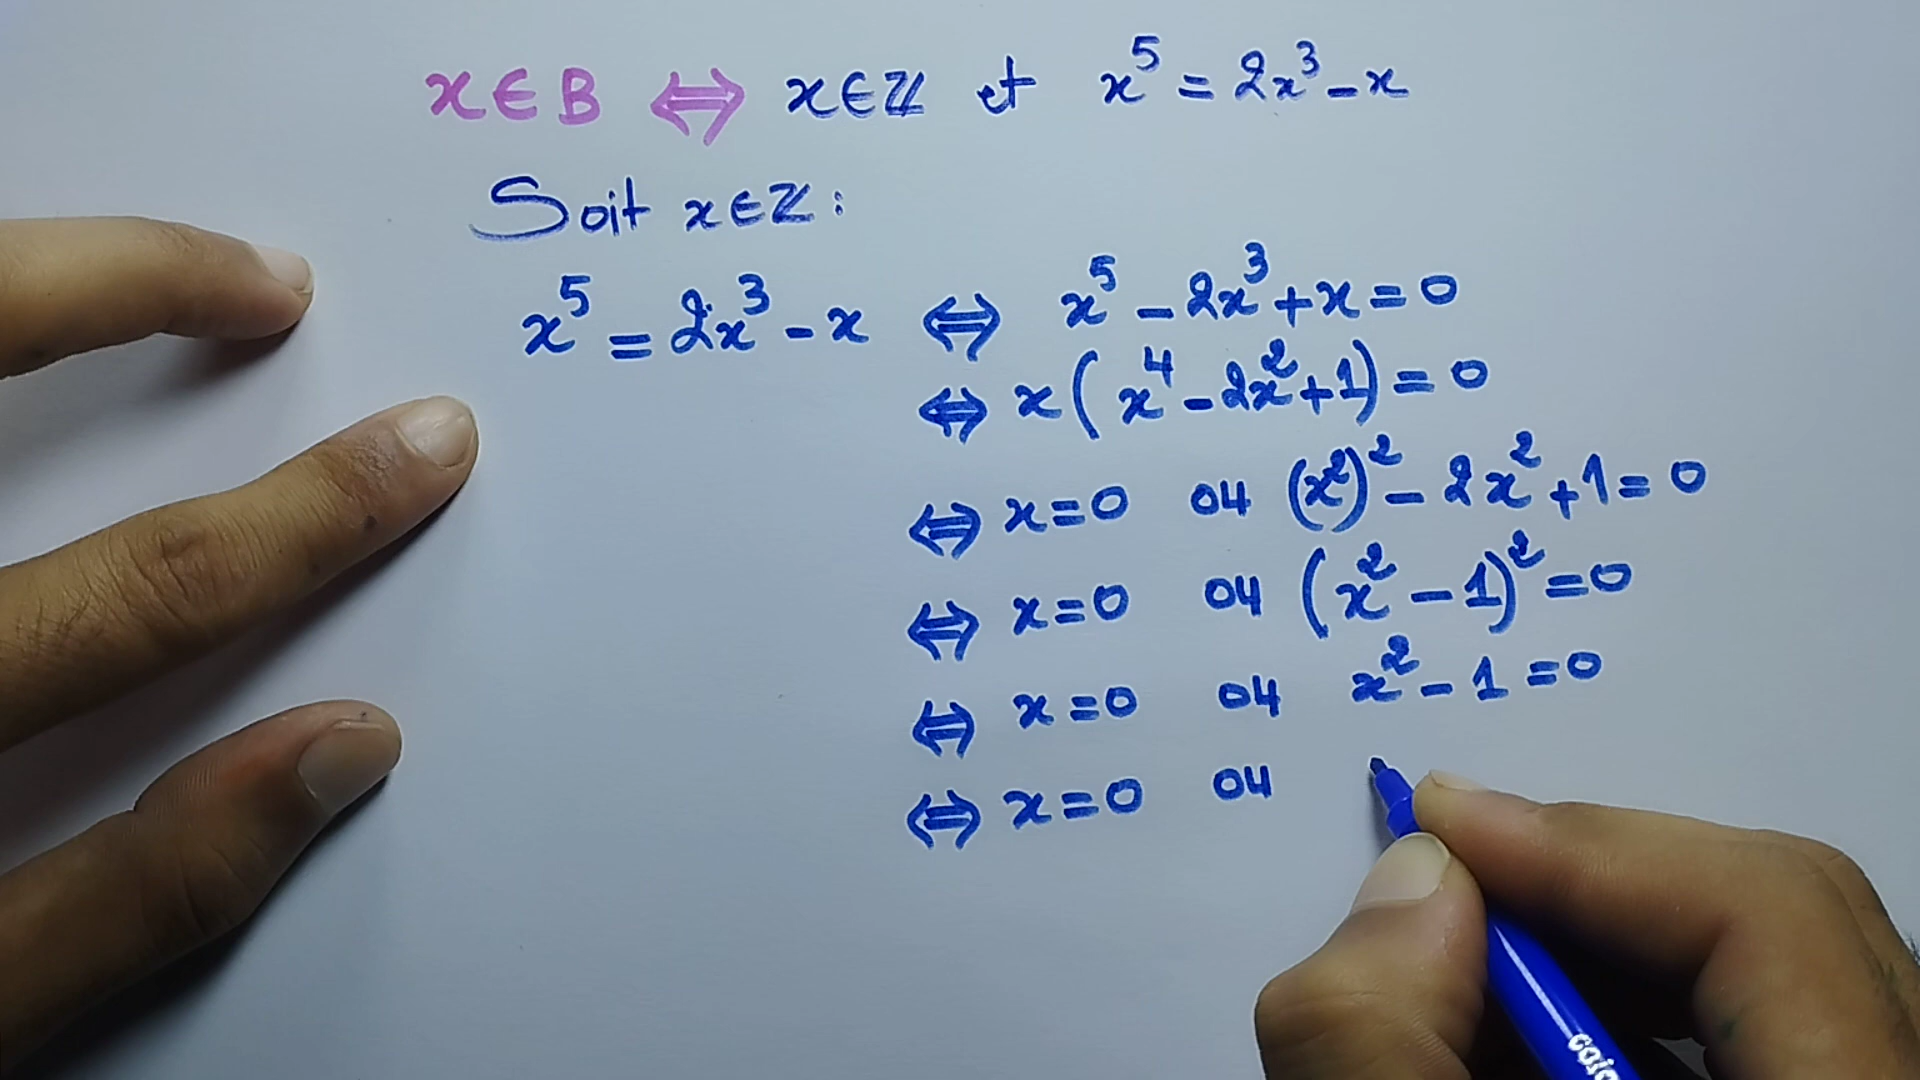 x∈B ⟺ x∈ℤ et x⁵ = 2x³ - x
Soit x∈ℤ:
x⁵ = 2x³ - x ⟺ x⁵ - 2x³ + x = 0
⟺ x(x⁴ - 2x² + 1) = 0
⟺ x = 0 ou (x²)² - 2x² + 1 = 0
⟺ x = 0 ou (x² - 1)² = 0
⟺ x = 0 ou x² - 1 = 0
⟺ x = 0 ou